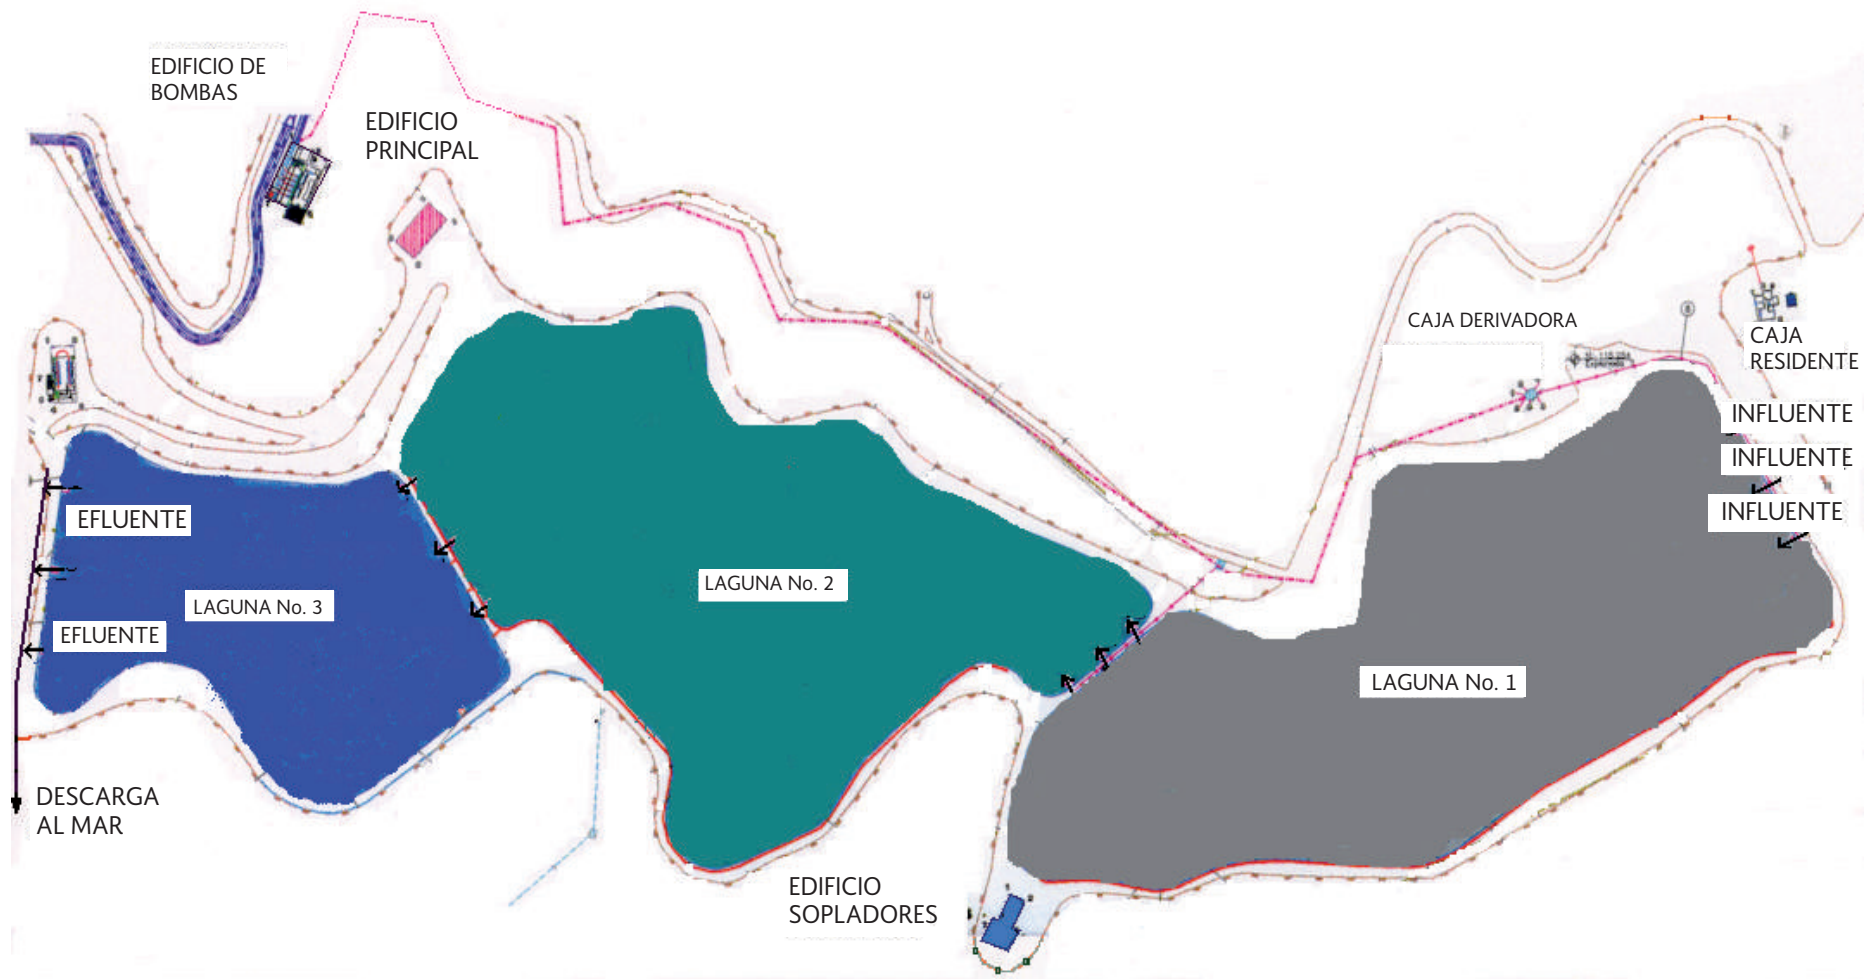 EDIFICIO DE
BOMBAS
EDIFICIO
PRINCIPAL
CAJA DERIVADORA
CAJA
RESIDENTE
INFLUENTE
INFLUENTE
INFLUENTE
EFLUENTE
LAGUNA No. 3
EFLUENTE
LAGUNA No. 2
LAGUNA No. 1
DESCARGA
AL MAR
EDIFICIO
SOPLADORES